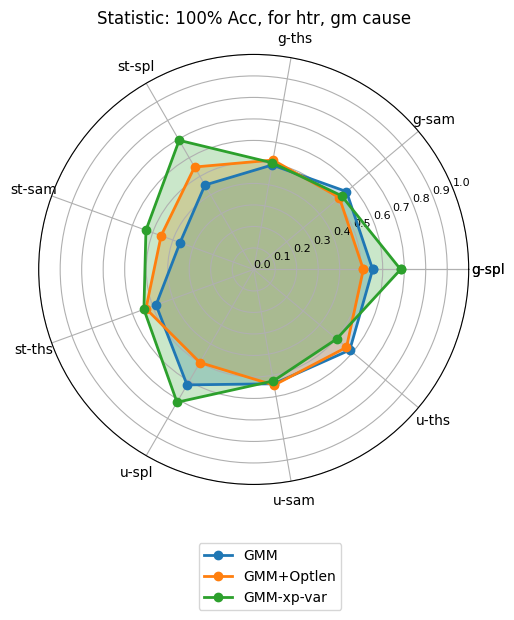 Statistic: 100% Acc, for htr, gm cause
g-ths
st-spl
g-sam
st-sam
0.0 0.1 0.2 0.3 0.4 0.5 0.6 0.7 0.8 0.9 1.0
g-spl
st-ths
u-ths
u-spl
u-sam
GMM
GMM+Optlen
GMM-xp-var